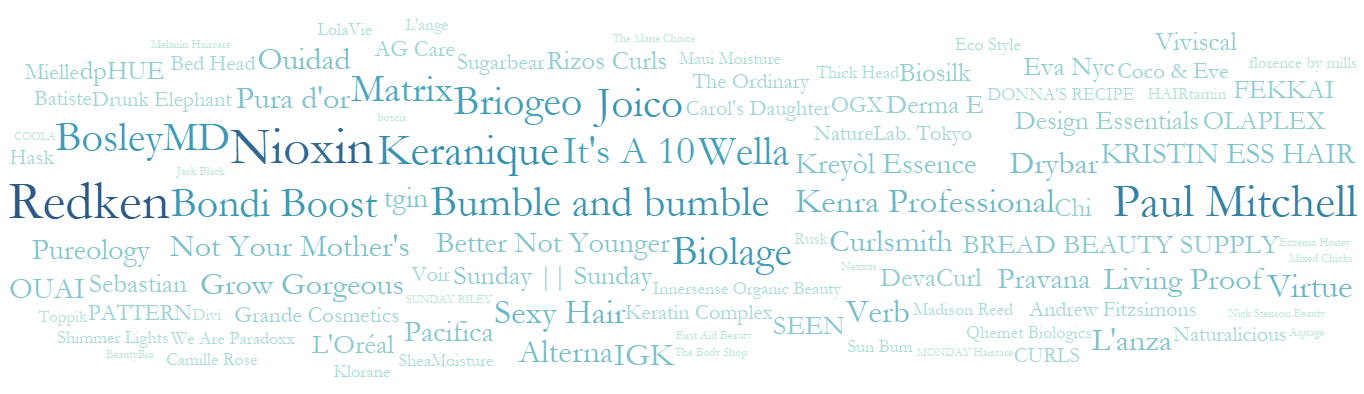 LolaVie L'ange
Melanin Haircare AG Care The Mane Choice Eco Style Viviscal
Mielle dpHUE Bed Head Ouidad Sugarbear Rizos Curls Maui Moisture Thick Head Biosilk Eva Nyc Coco & Eve florence by mills
Batiste Drunk Elephant Pura d'or Matrix Briogeo Joico The Ordinary Carol's Daughter OGX Derma E DONNA'S RECIPE HAIRtamin FEKKAI
COOLA BosleyMD boscia NatureLab. Tokyo Design Essentials OLAPLEX
Hask Jack Black Nioxin Keranique It's A 10 Wella Kreyòl Essence Drybar KRISTIN ESS HAIR
Redken Bondi Boost tgin Bumble and bumble Kenra Professional Chi Paul Mitchell
Pureology Not Your Mother's Better Not Younger Biolage Rusk Curlsmith BREAD BEAUTY SUPPLY Eczema Honey
Mixed Chicks
OUAI Sebastian Grow Gorgeous Voir Sunday || Sunday Innersense Organic Beauty Nexxus DevaCurl Pravana Living Proof Virtue
Toppik PATTERN Divi Grande Cosmetics SUNDAY RILEY Sexy Hair Keratin Complex SEEN Verb Madison Reed Andrew Fitzsimons Nick Stenson Beauty
Shimmer Lights We Are Paradoxx L'Oréal Pacifica First Aid Beauty Sun Bum Qhemet Biologics L'anza Naturalicious Aquage
BeautyBio Camille Rose SheaMoisture Alterna IGK The Body Shop MONDAY Haircare CURLS
Klorane